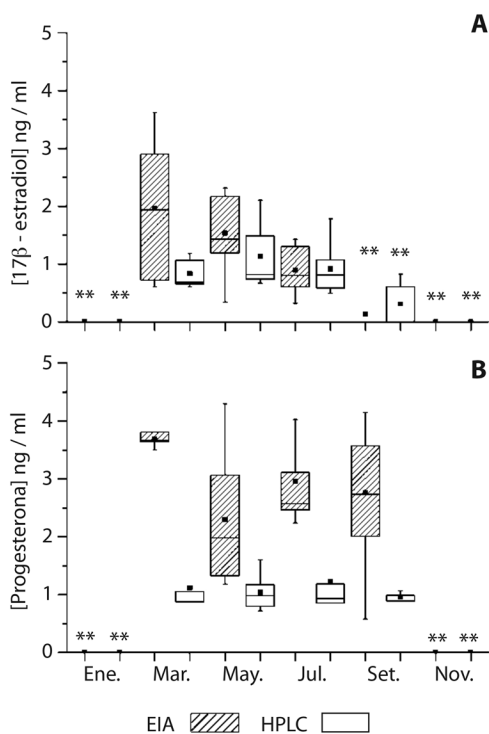 A
[17β - estradiol] ng / ml
5
4
3
2
1
0
** ** ** ** ** **
B
[Progesterona] ng / ml
5
4
3
2
1
0
** ** ** **
Ene. Mar. May. Jul. Set. Nov.
EIA HPLC